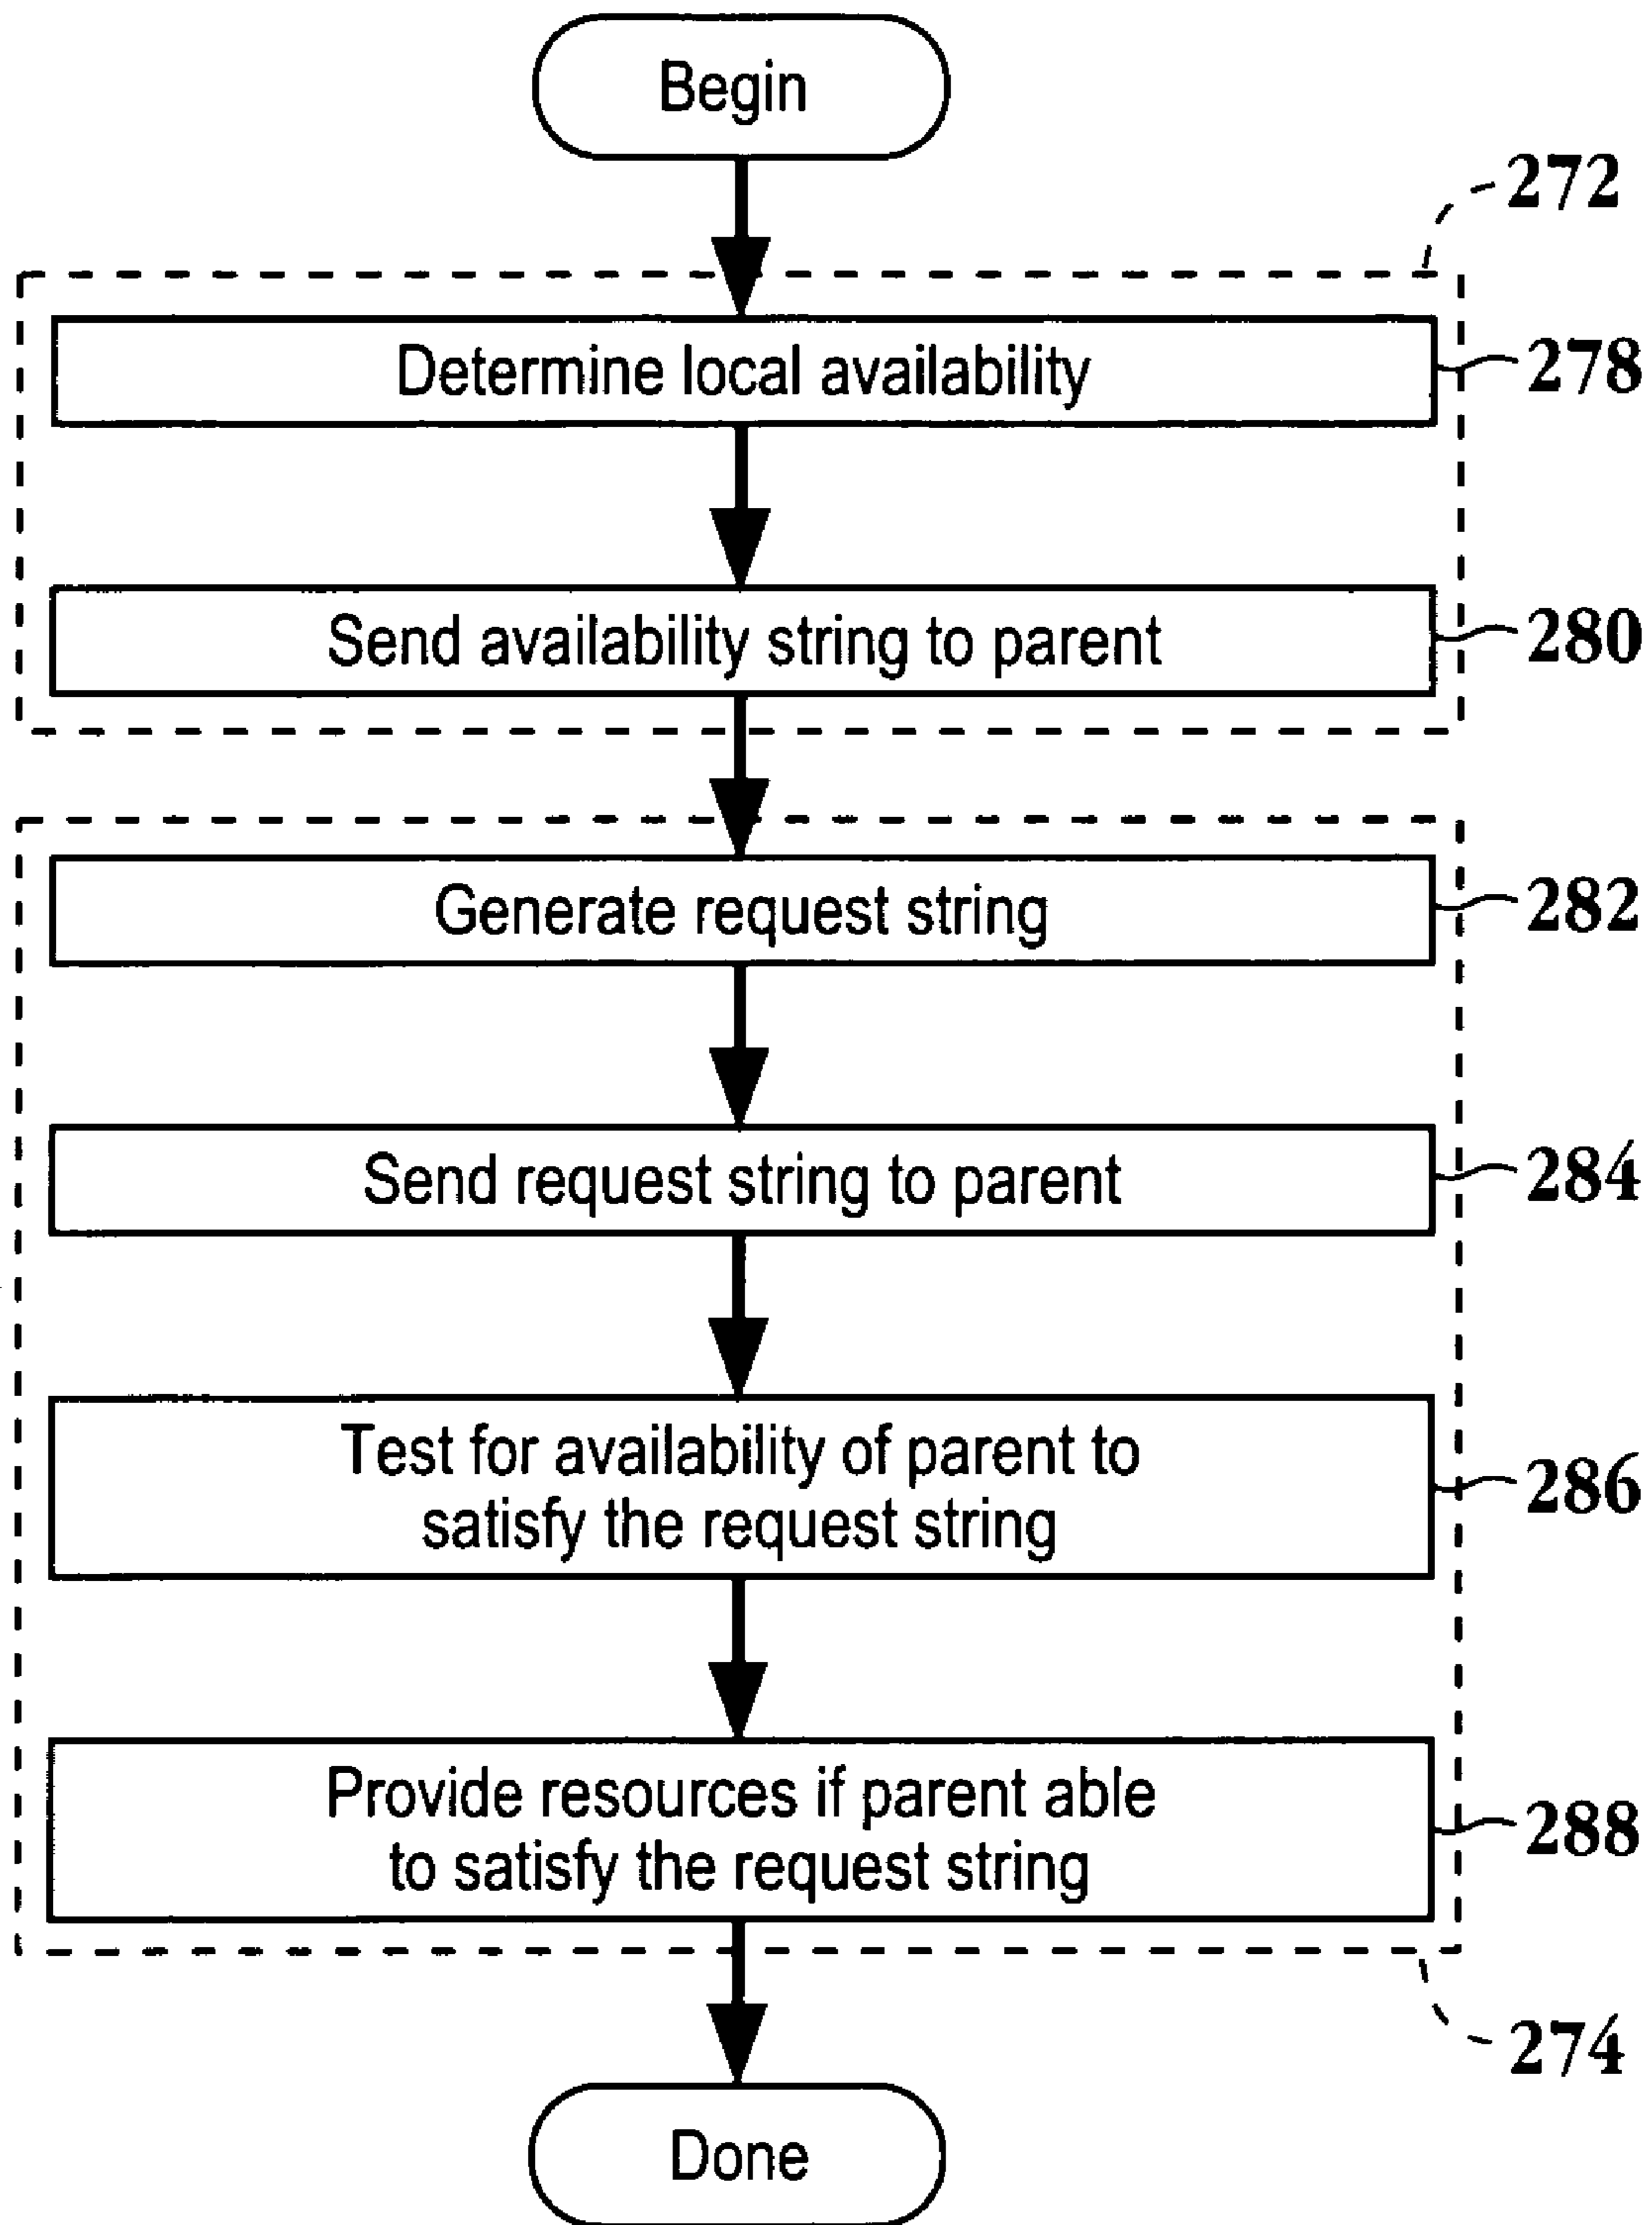 Begin
272
Determine local availability
278
Send availability string to parent
280
Generate request string
282
Send request string to parent
284
Test for availability of parent to
satisfy the request string
286
Provide resources if parent able
to satisfy the request string
288
274
Done